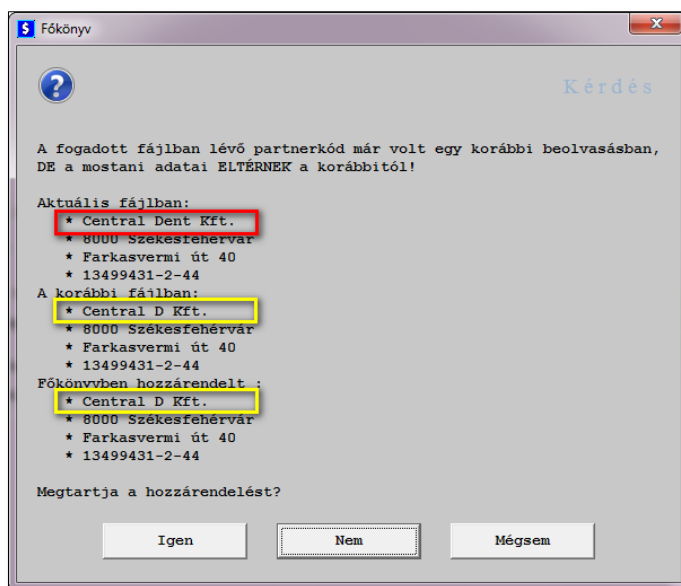 $ Főkönyv
Kérdés
A fogadott fájlban lévő partnerkód már volt egy korábbi beolvasásban,
DE a mostani adatai ELTÉRNEK a korábbitól!
Aktuális fájlban:
* Central Dent Kft.
* 8000 Székesfehérvár
* Farkasvermi út 40
* 13499431-2-44
A korábbi fájlban:
* Central D Kft.
* 8000 Székesfehérvár
* Farkasvermi út 40
* 13499431-2-44
Főkönyvben hozzárendelt :
* Central D Kft.
* 8000 Székesfehérvár
* Farkasvermi út 40
* 13499431-2-44
Megtartja a hozzárendelést?
Igen Nem Mégsem